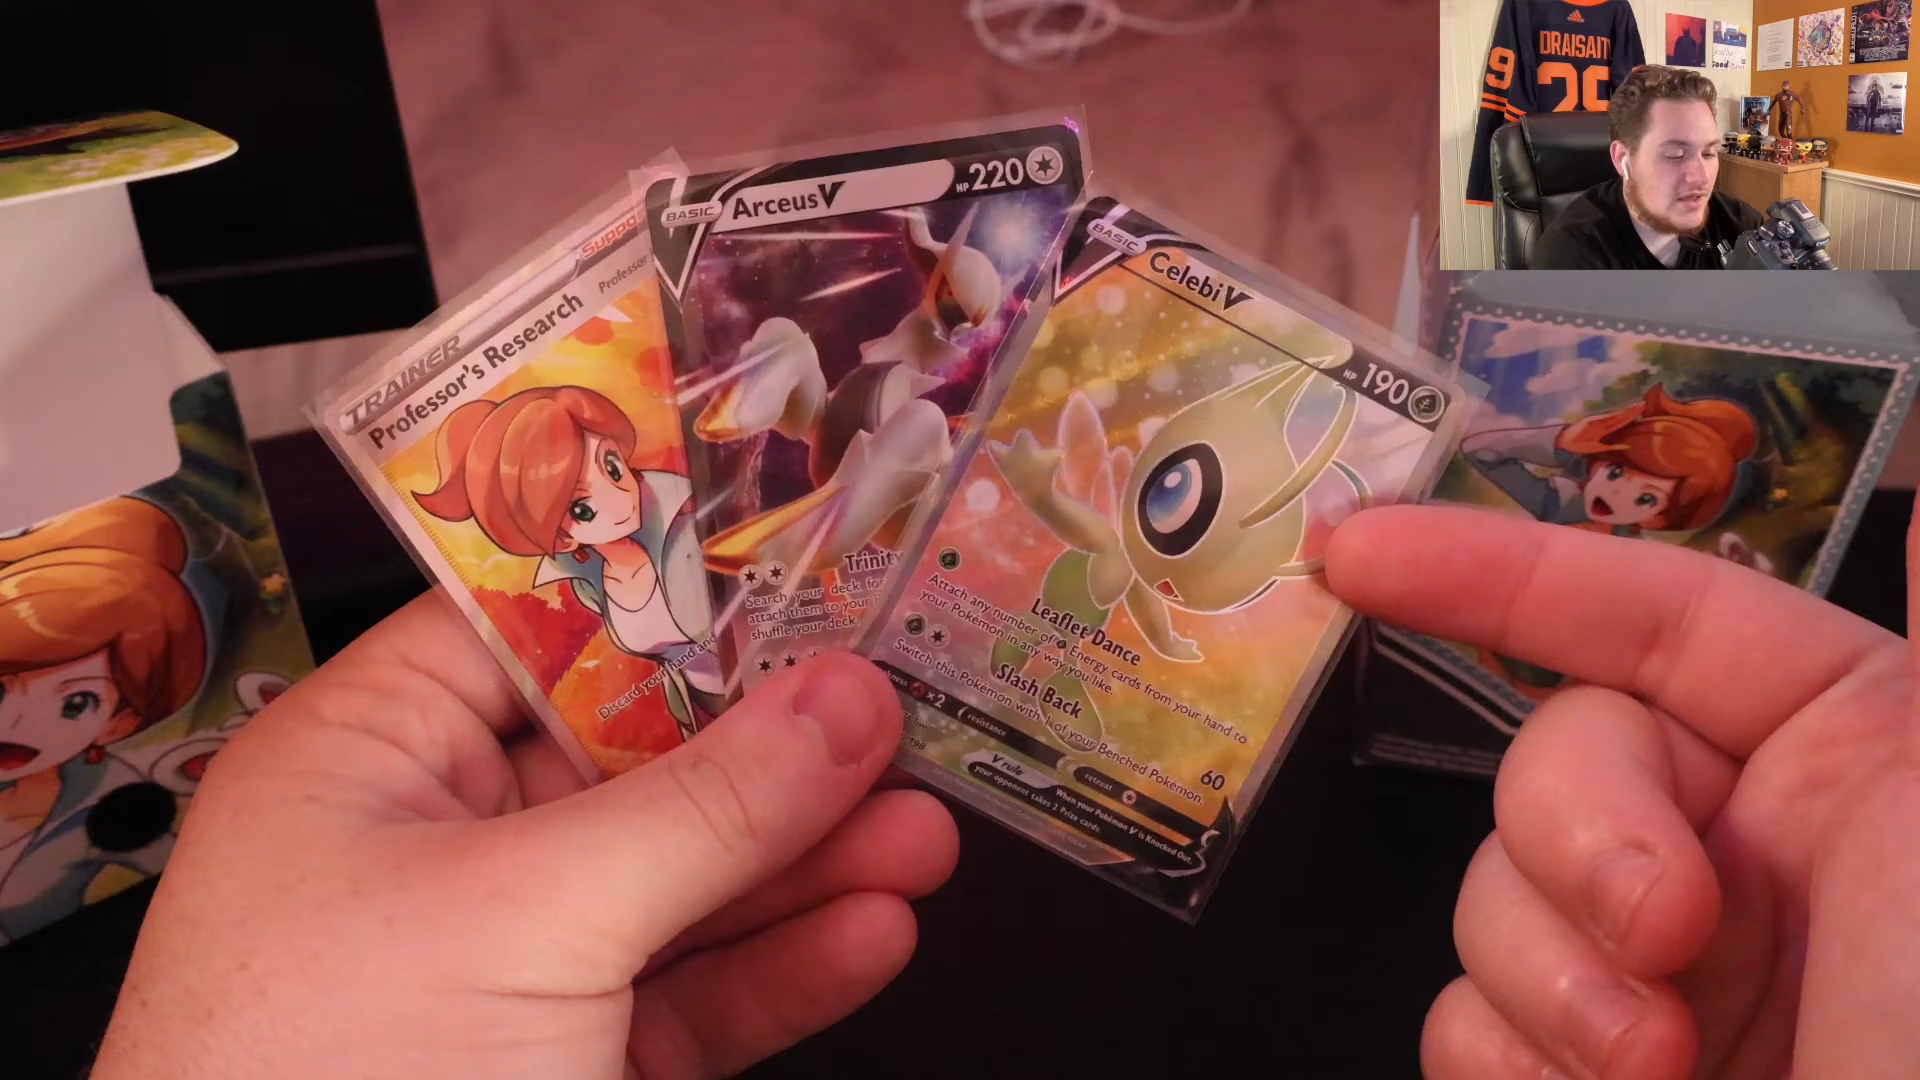 TRAINER
Suppo
Professor's Research
Professor
Discard your hand and
BASIC
Arceus V
HP 220
Trinity
Search your deck for
attach them to your
shuffle your deck.
BASIC
Celebi V
HP 190
Leaflet Dance
Attach any number of Energy cards from your hand to
your Pokémon in any way you like.
Slash Back 60
Switch this Pokémon with 1 of your Benched Pokémon.
x2
resistance
retreat
198
V rule
When your Pokémon V is Knocked Out,
your opponent takes 2 Prize cards.
DRAISAIT
9
29